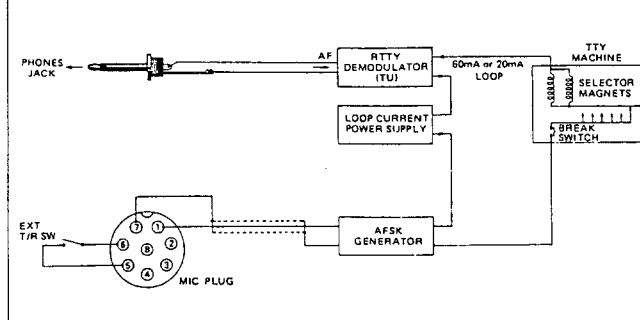 PHONES
JACK
AF
RTTY
DEMODULATOR
(TU)
60mA or 20mA
LOOP
TTY
MACHINE
SELECTOR
MAGNETS
LOOP CURRENT
POWER SUPPLY
BREAK
SWITCH
EXT
T/R SW
7
1
6
8
2
5
4
3
MIC PLUG
AFSK
GENERATOR